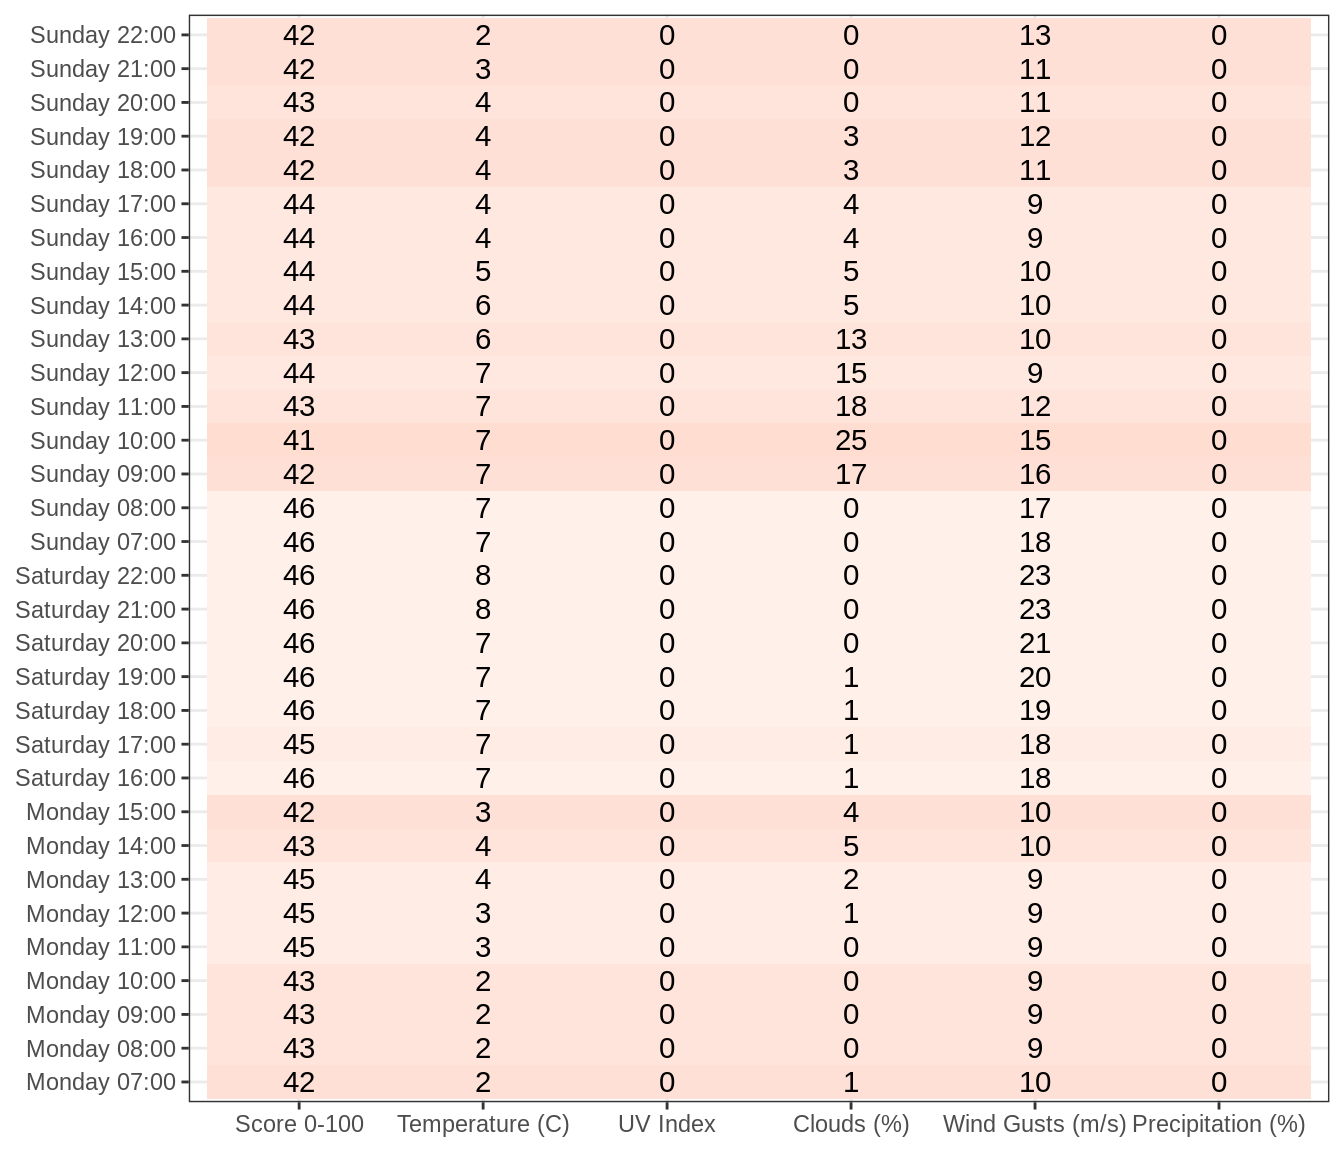 Sunday 22:00 42 2 0 0 13 0
Sunday 21:00 42 3 0 0 11 0
Sunday 20:00 43 4 0 0 11 0
Sunday 19:00 42 4 0 3 12 0
Sunday 18:00 42 4 0 3 11 0
Sunday 17:00 44 4 0 4 9 0
Sunday 16:00 44 4 0 4 9 0
Sunday 15:00 44 5 0 5 10 0
Sunday 14:00 44 6 0 5 10 0
Sunday 13:00 43 6 0 13 10 0
Sunday 12:00 44 7 0 15 9 0
Sunday 11:00 43 7 0 18 12 0
Sunday 10:00 41 7 0 25 15 0
Sunday 09:00 42 7 0 17 16 0
Sunday 08:00 46 7 0 0 17 0
Sunday 07:00 46 7 0 0 18 0
Saturday 22:00 46 8 0 0 23 0
Saturday 21:00 46 8 0 0 23 0
Saturday 20:00 46 7 0 0 21 0
Saturday 19:00 46 7 0 1 20 0
Saturday 18:00 46 7 0 1 19 0
Saturday 17:00 45 7 0 1 18 0
Saturday 16:00 46 7 0 1 18 0
Monday 15:00 42 3 0 4 10 0
Monday 14:00 43 4 0 5 10 0
Monday 13:00 45 4 0 2 9 0
Monday 12:00 45 3 0 1 9 0
Monday 11:00 45 3 0 0 9 0
Monday 10:00 43 2 0 0 9 0
Monday 09:00 43 2 0 0 9 0
Monday 08:00 43 2 0 0 9 0
Monday 07:00 42 2 0 1 10 0
Score 0-100 Temperature (C) UV Index Clouds (%) Wind Gusts (m/s) Precipitation (%)